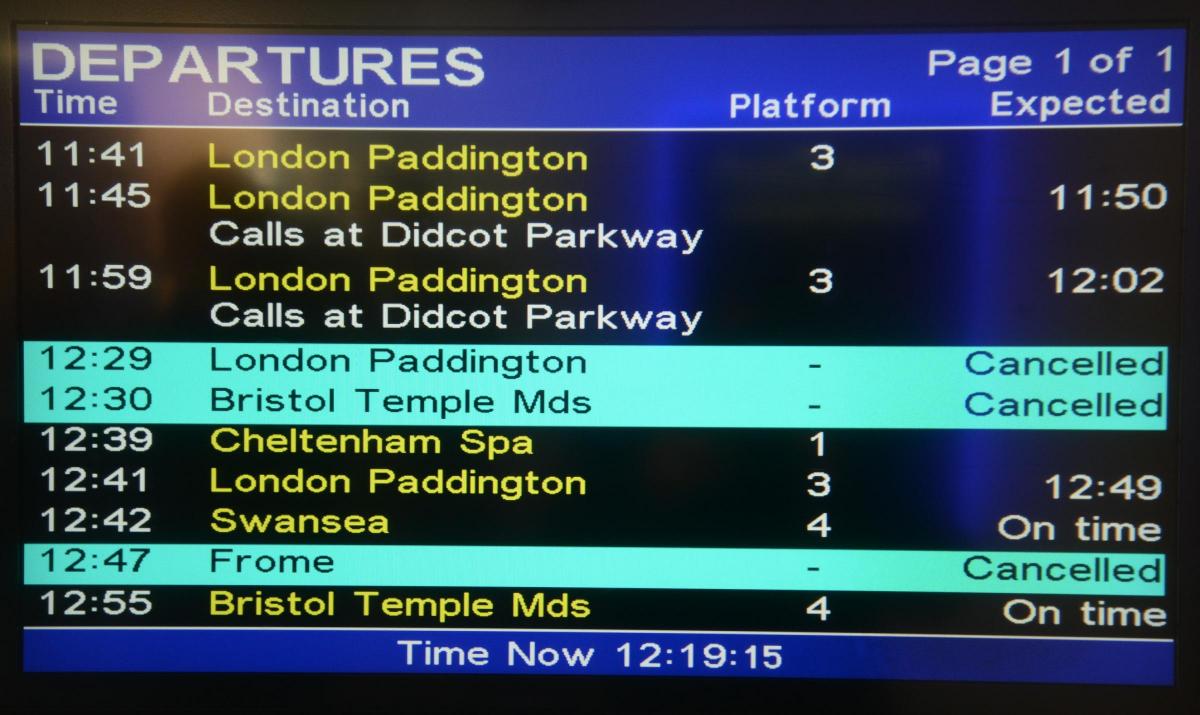 DEPARTURES Page 1 of 1
Time Destination Platform Expected
11:41 London Paddington 3
11:45 London Paddington 11:50
Calls at Didcot Parkway
11:59 London Paddington 3 12:02
Calls at Didcot Parkway
12:29 London Paddington - Cancelled
12:30 Bristol Temple Mds - Cancelled
12:39 Cheltenham Spa 1
12:41 London Paddington 3 12:49
12:42 Swansea 4 On time
12:47 Frome - Cancelled
12:55 Bristol Temple Mds 4 On time
Time Now 12:19:15